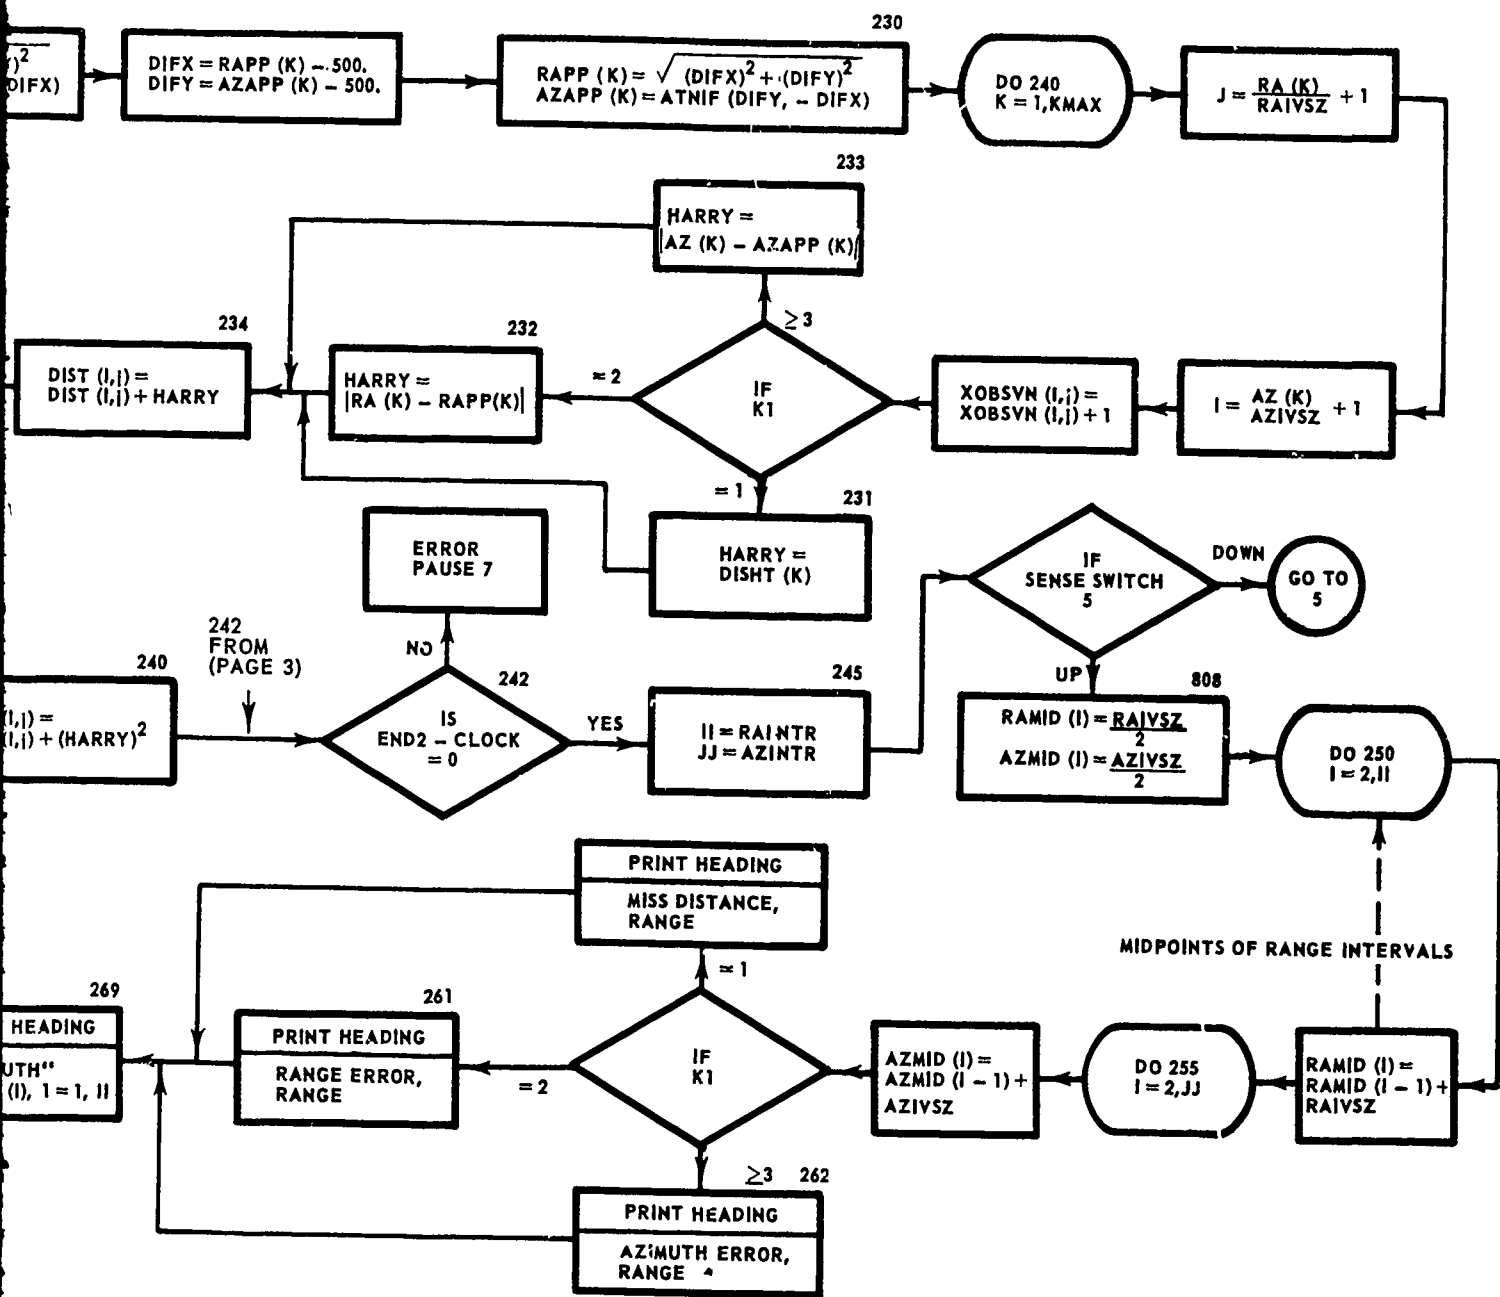 230
)²
DIFX)
DIFX = RAPP (K) - 500.
DIFY = AZAPP (K) - 500.
RAPP (K) = √(DIFX)² + (DIFY)²
AZAPP (K) = ATNIF (DIFY, - DIFX)
DO 240
K = 1, KMAX
J = RA (K) / RAIVSZ + 1
233
HARRY =
|AZ (K) - AZAPP (K)|
≥3
234
DIST (I,j) =
DIST (I,j) + HARRY
232
HARRY =
|RA (K) - RAPP(K)|
= 2
IF
K1
XOBSVN (I,j) =
XOBSVN (I,j) + 1
I = AZ (K) / AZIVSZ + 1
= 1
231
HARRY =
DISHT (K)
ERROR
PAUSE 7
NO
IF
SENSE SWITCH
5
DOWN
GO TO
5
UP
242
FROM
(PAGE 3)
240
(I,j) =
(I,j) + (HARRY)²
242
IS
END2 - CLOCK
= 0
YES
245
II = RAINTR
JJ = AZINTR
808
RAMID (I) = RAIVSZ / 2
AZMID (I) = AZIVSZ / 2
DO 250
I = 2, II
PRINT HEADING
MISS DISTANCE,
RANGE
MIDPOINTS OF RANGE INTERVALS
= 1
269
HEADING
UTH"
(I), I = 1, II
261
PRINT HEADING
RANGE ERROR,
RANGE
= 2
IF
K1
AZMID (I) =
AZMID (I - 1) +
AZIVSZ
DO 255
I = 2, JJ
RAMID (I) =
RAMID (I - 1) +
RAIVSZ
≥3
262
PRINT HEADING
AZIMUTH ERROR,
RANGE